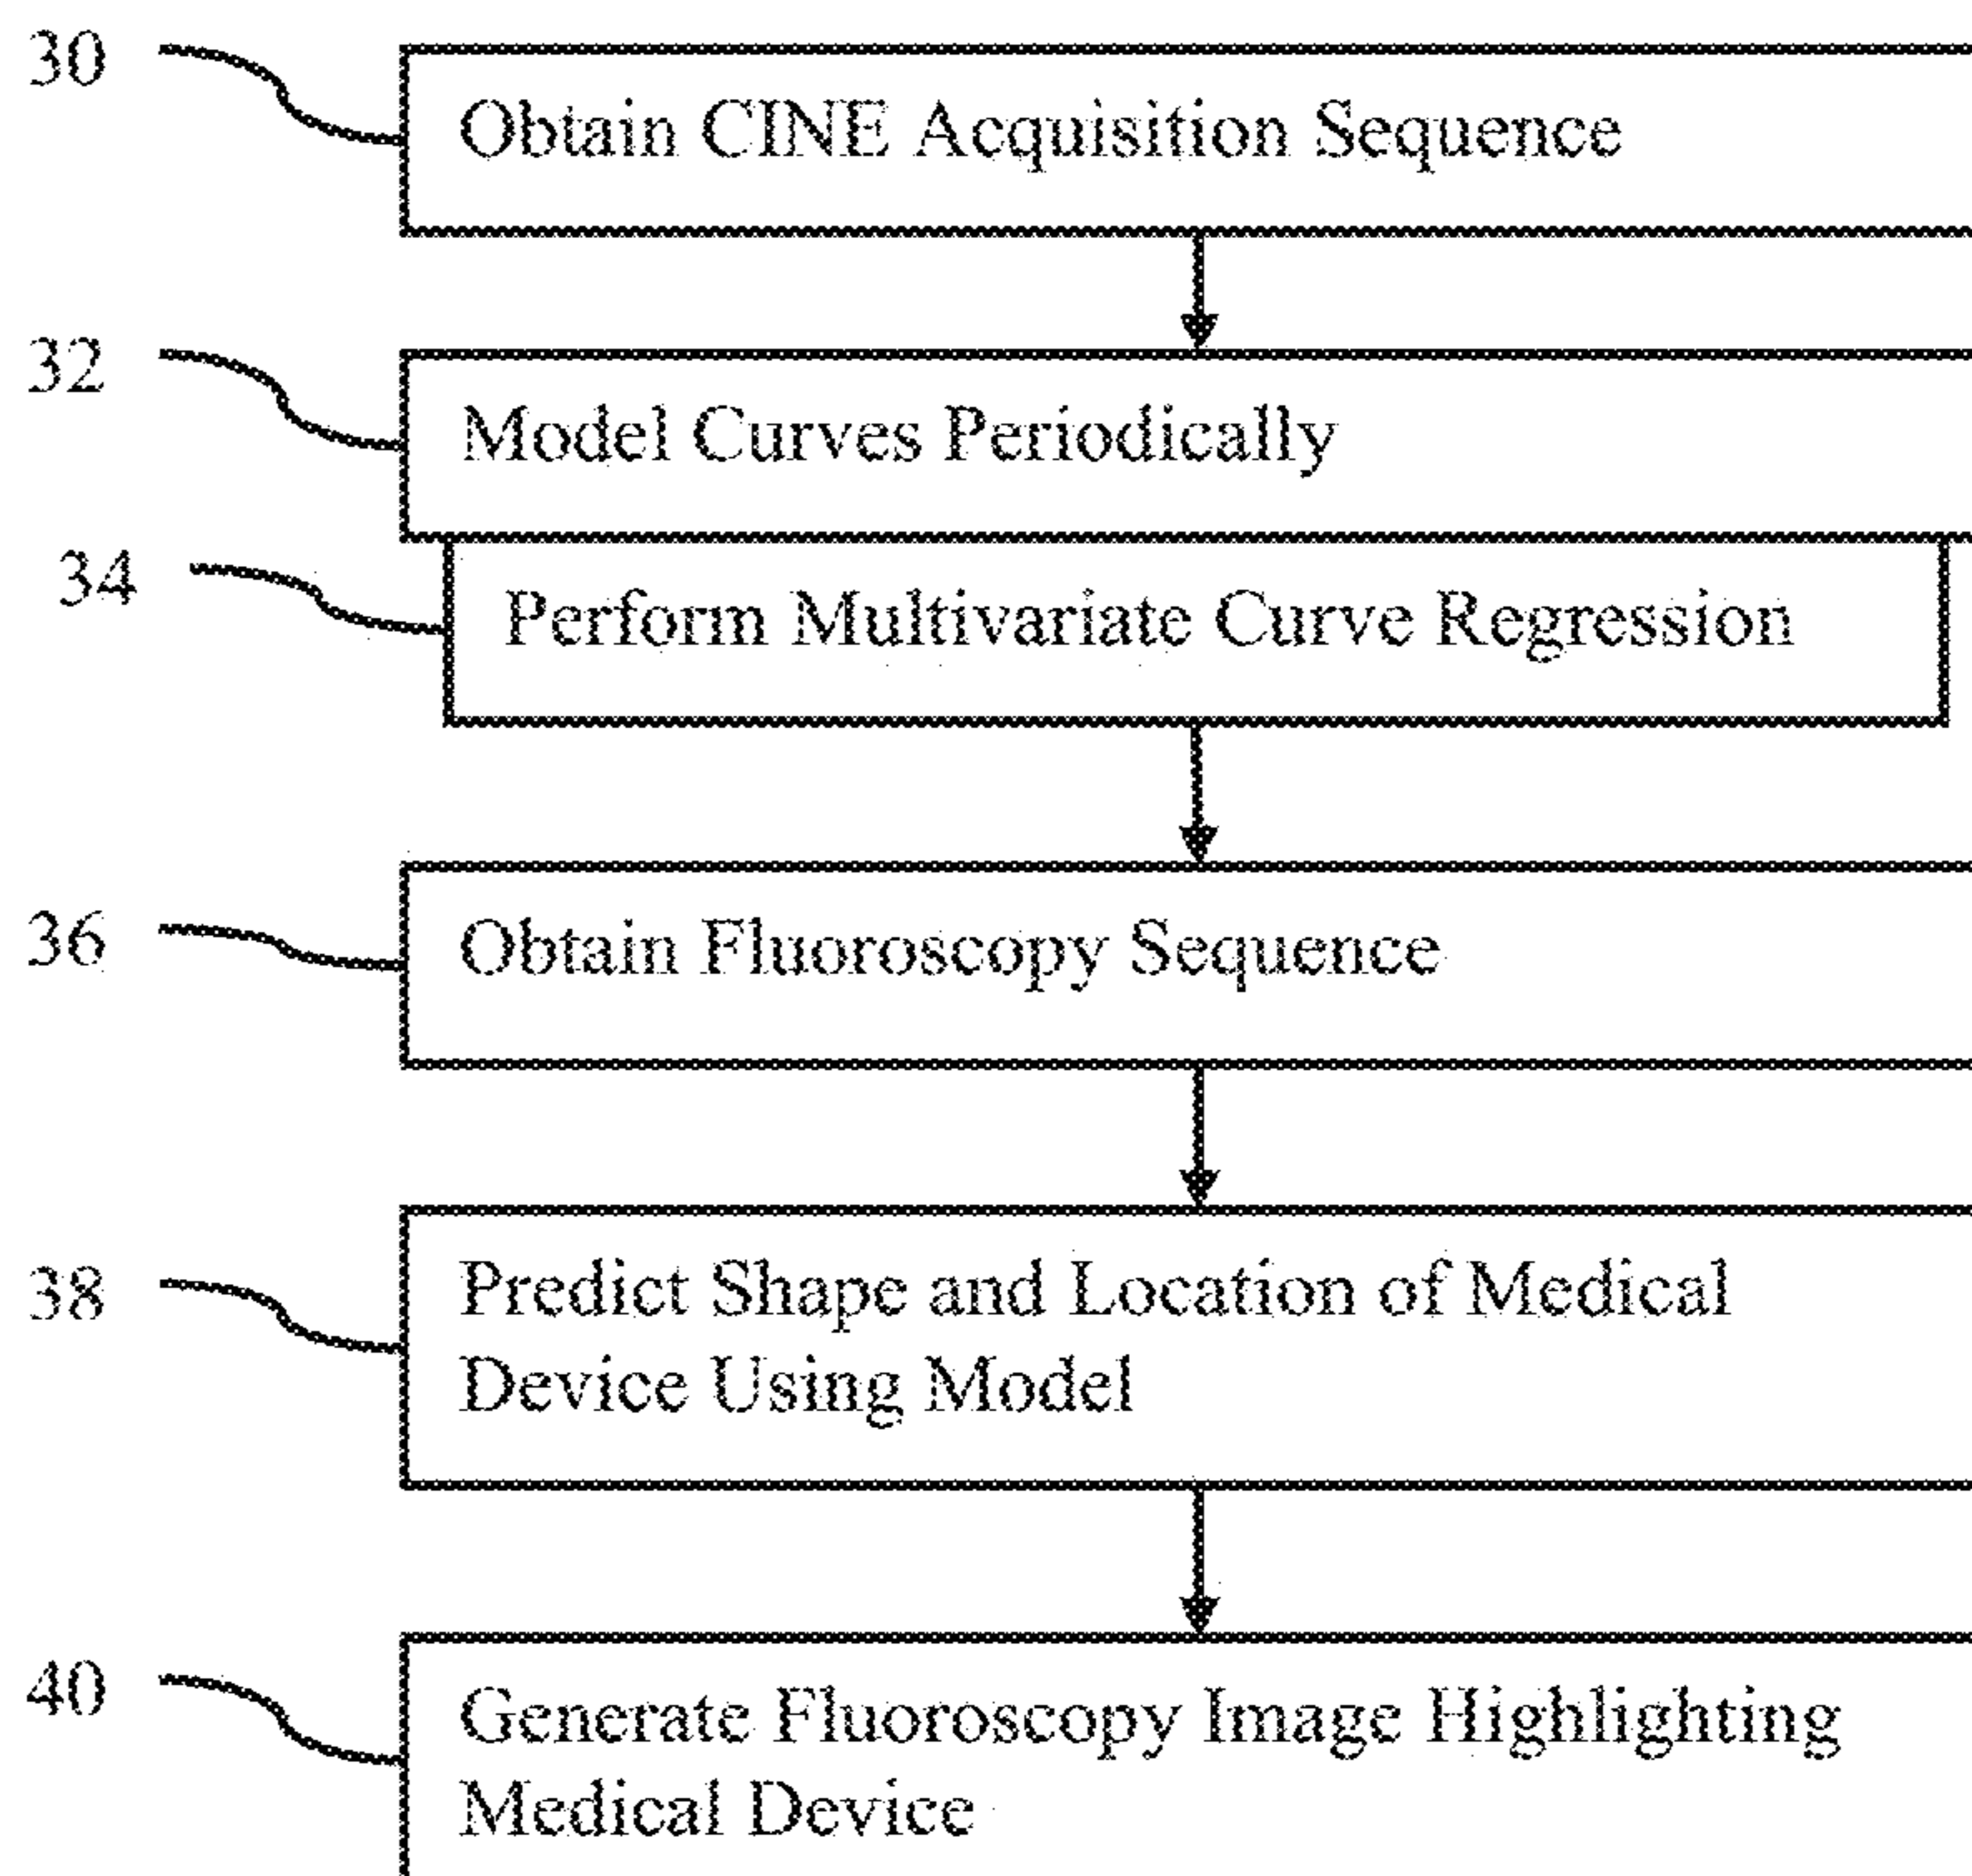 30
Obtain CINE Acquisition Sequence
32
Model Curves Periodically
34
Perform Multivariate Curve Regression
36
Obtain Fluoroscopy Sequence
38
Predict Shape and Location of Medical
Device Using Model
40
Generate Fluoroscopy Image Highlighting
Medical Device